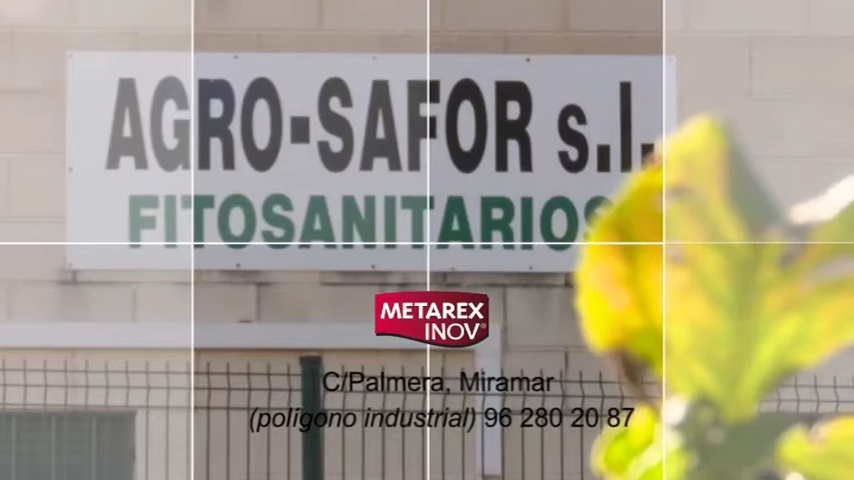 AGRO-SAFOR s.l.
FITOSANITARIOS
METAREX
INOV®
C/Palmera, Miramar
(polígono industrial) 96 280 20 87